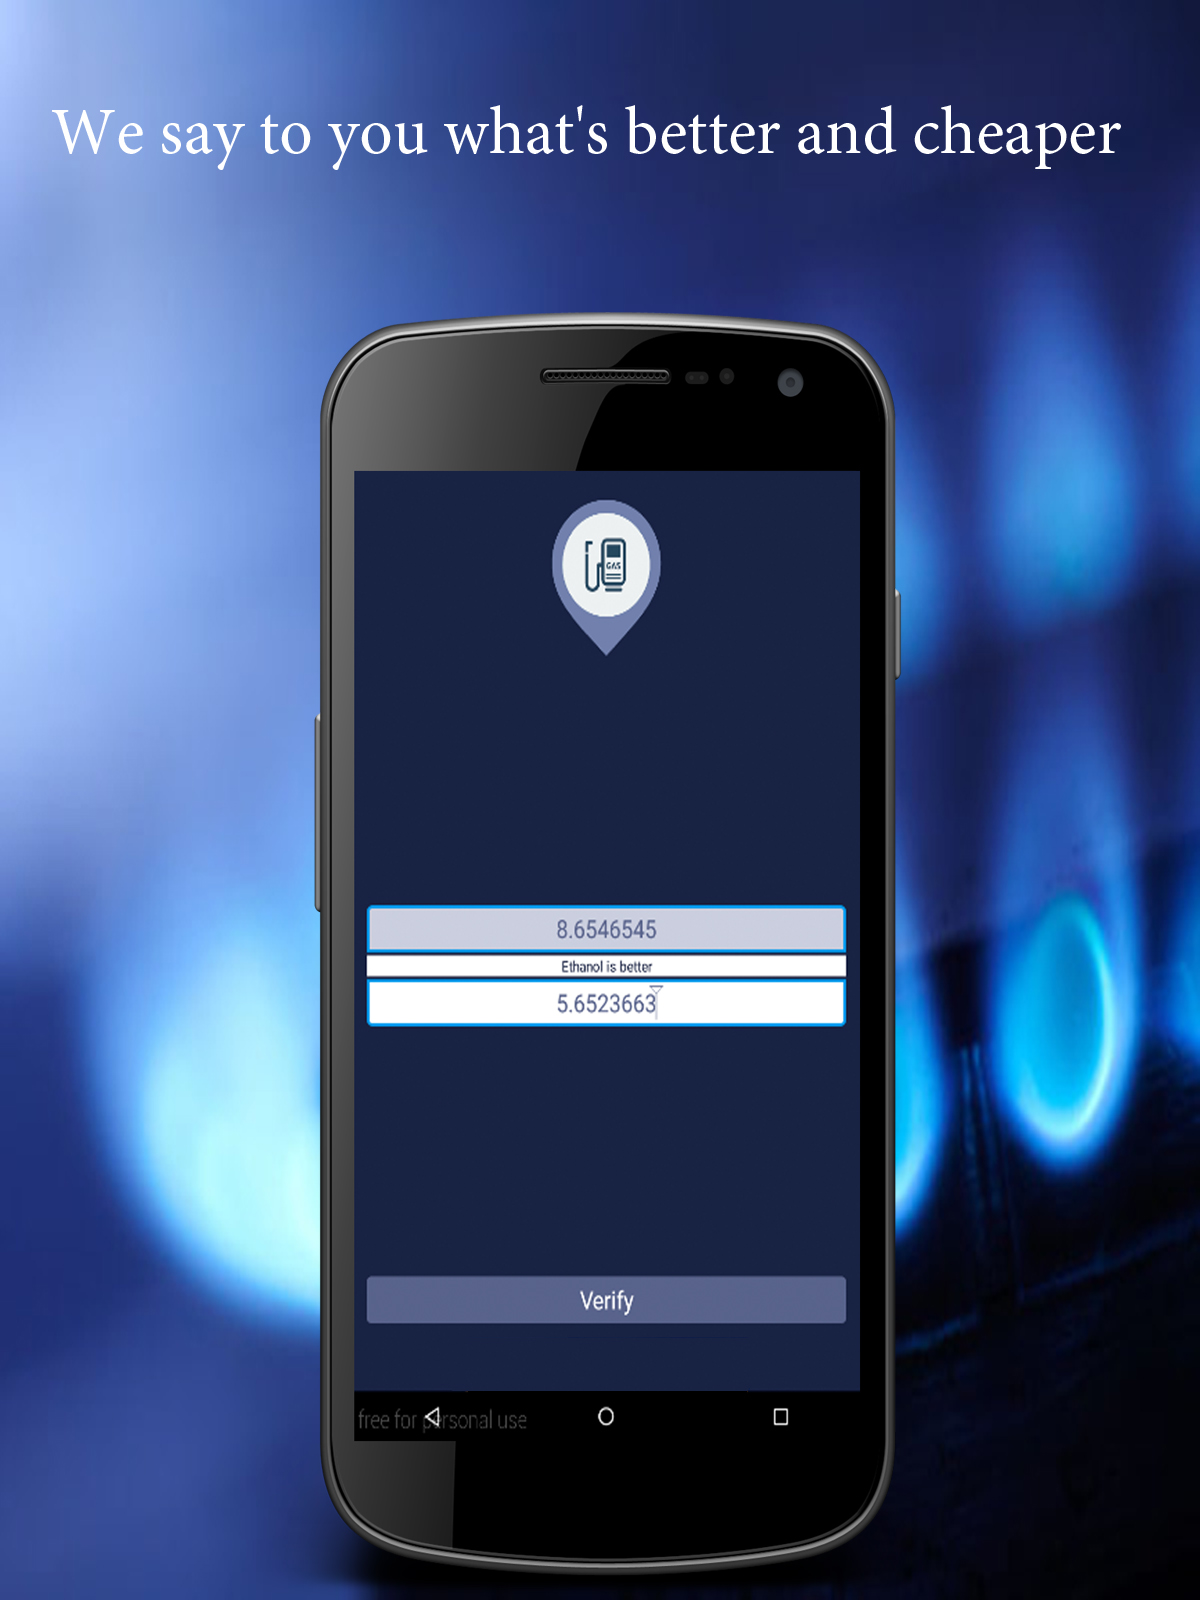 We say to you what's better and cheaper
GAS
8.6546545
Ethanol is better
5.6523663
Verify
free for personal use